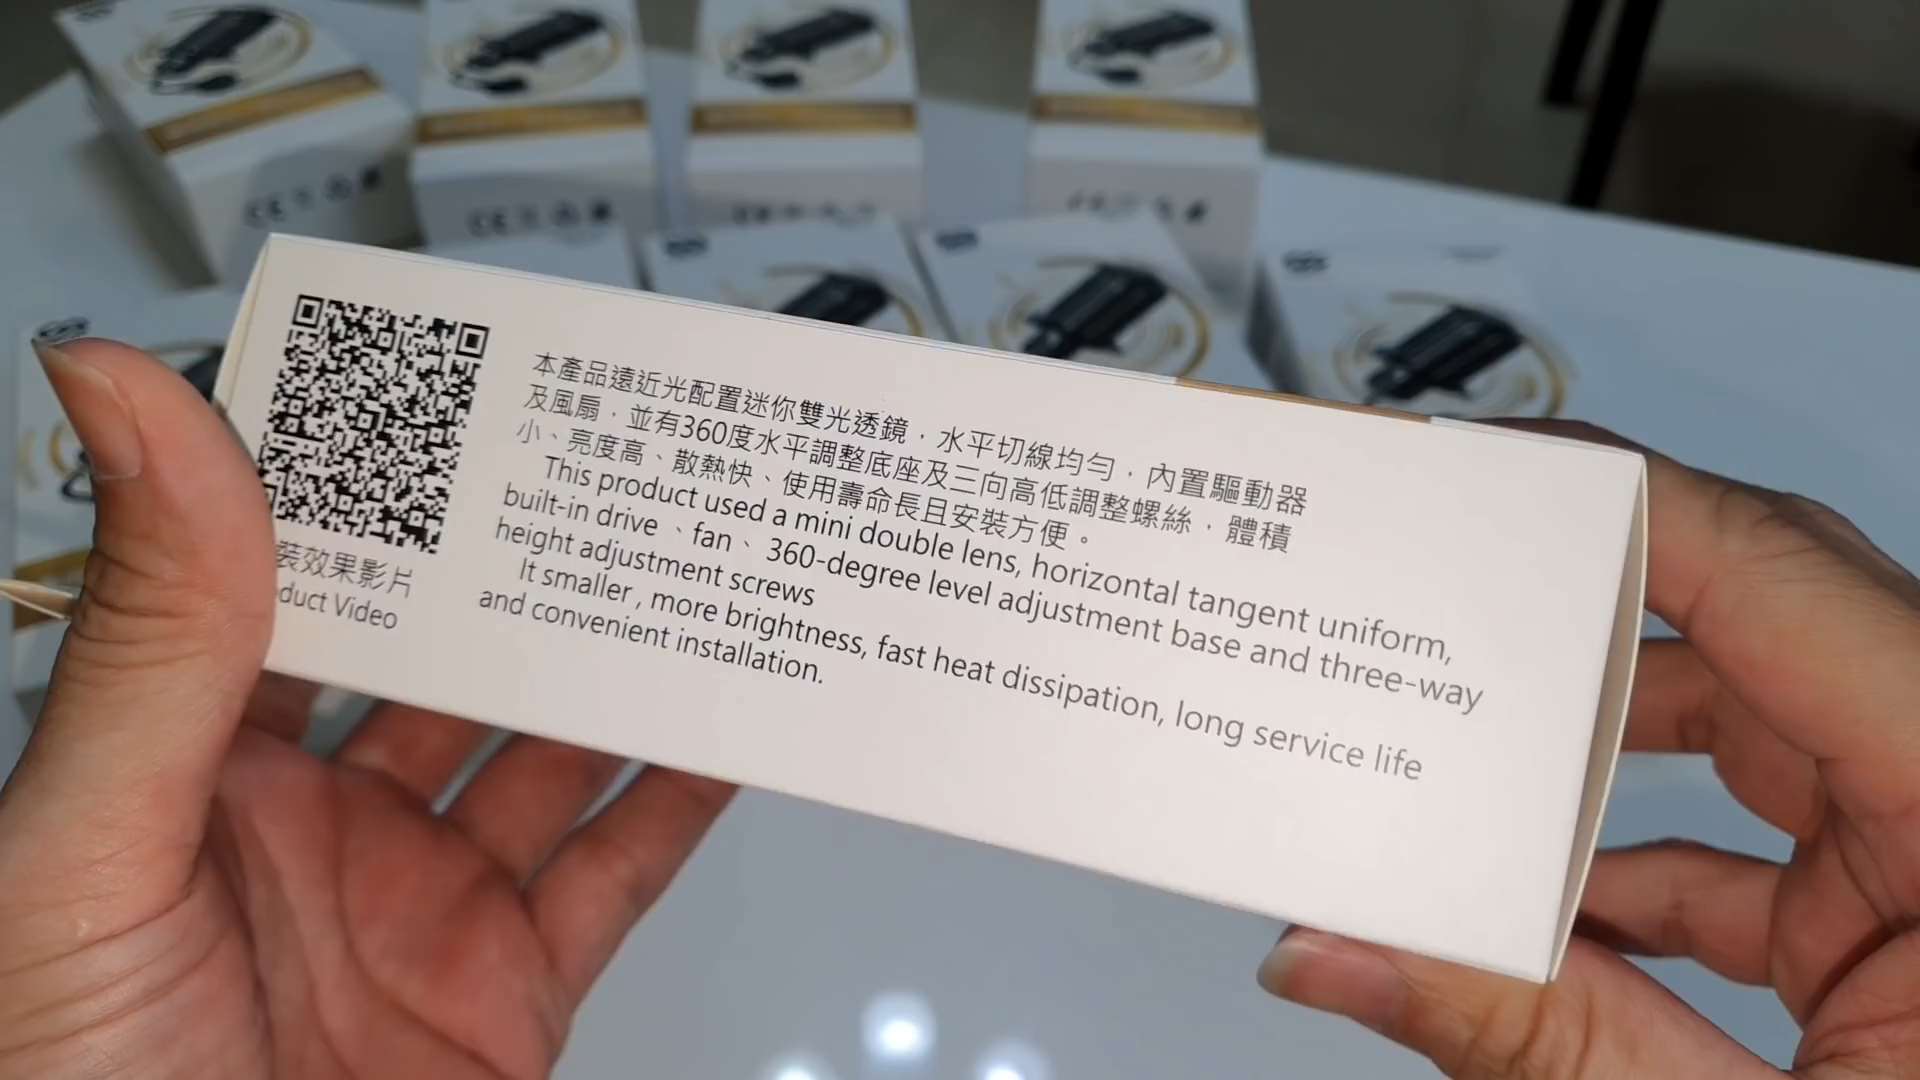 本產品遠近光配置迷你雙光透鏡，水平切線均勻，內置驅動器
及風扇，並有360度水平調整底座及三向高低調整螺絲，體積
小、亮度高、散熱快、使用壽命長且安裝方便。
This product used a mini double lens, horizontal tangent uniform,
built-in drive、fan、360-degree level adjustment base and three-way
height adjustment screws
It smaller, more brightness, fast heat dissipation, long service life
and convenient installation.
裝效果影片
duct Video
CE
CE